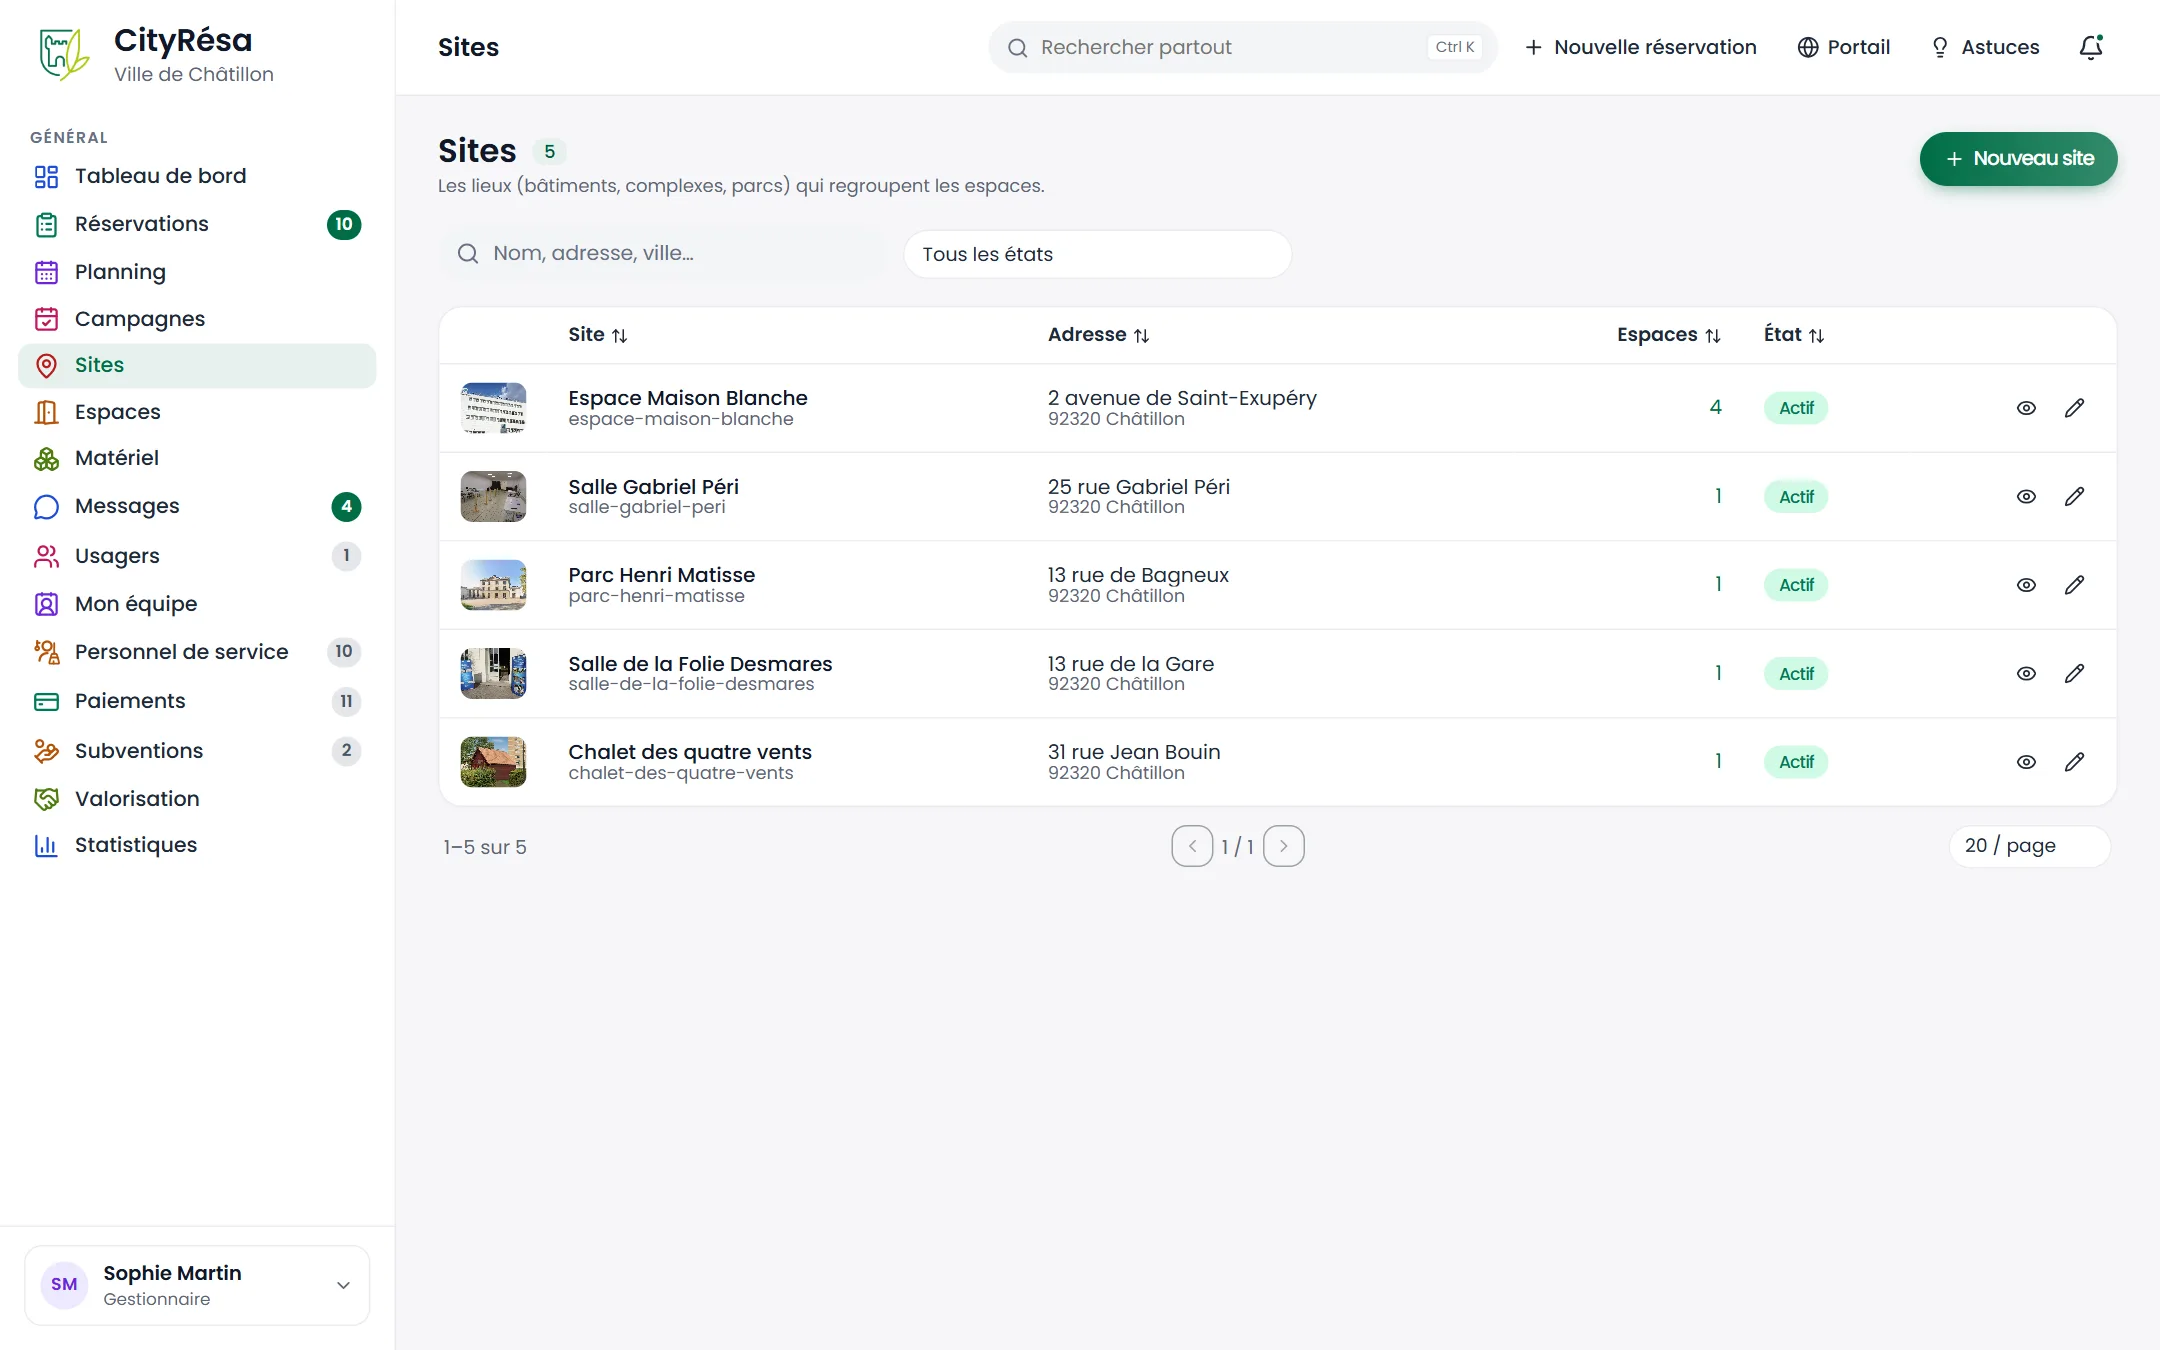 CityRésa
Ville de Châtillon
GÉNÉRAL
Tableau de bord
Réservations 10
Planning
Campagnes
Sites
Espaces
Matériel
Messages 4
Usagers 1
Mon équipe
Personnel de service 10
Paiements 11
Subventions 2
Valorisation
Statistiques
SM
Sophie Martin
Gestionnaire
Sites
Rechercher partout Ctrl K
Nouvelle réservation
Portail
Astuces
Sites 5
Les lieux (bâtiments, complexes, parcs) qui regroupent les espaces.
+ Nouveau site
Nom, adresse, ville...
Tous les états
Site Adresse Espaces État
Espace Maison Blanche 2 avenue de Saint-Exupéry 4 Actif
espace-maison-blanche 92320 Châtillon
Salle Gabriel Péri 25 rue Gabriel Péri 1 Actif
salle-gabriel-peri 92320 Châtillon
Parc Henri Matisse 13 rue de Bagneux 1 Actif
parc-henri-matisse 92320 Châtillon
Salle de la Folie Desmares 13 rue de la Gare 1 Actif
salle-de-la-folie-desmares 92320 Châtillon
Chalet des quatre vents 31 rue Jean Bouin 1 Actif
chalet-des-quatre-vents 92320 Châtillon
1–5 sur 5
1 / 1
20 / page